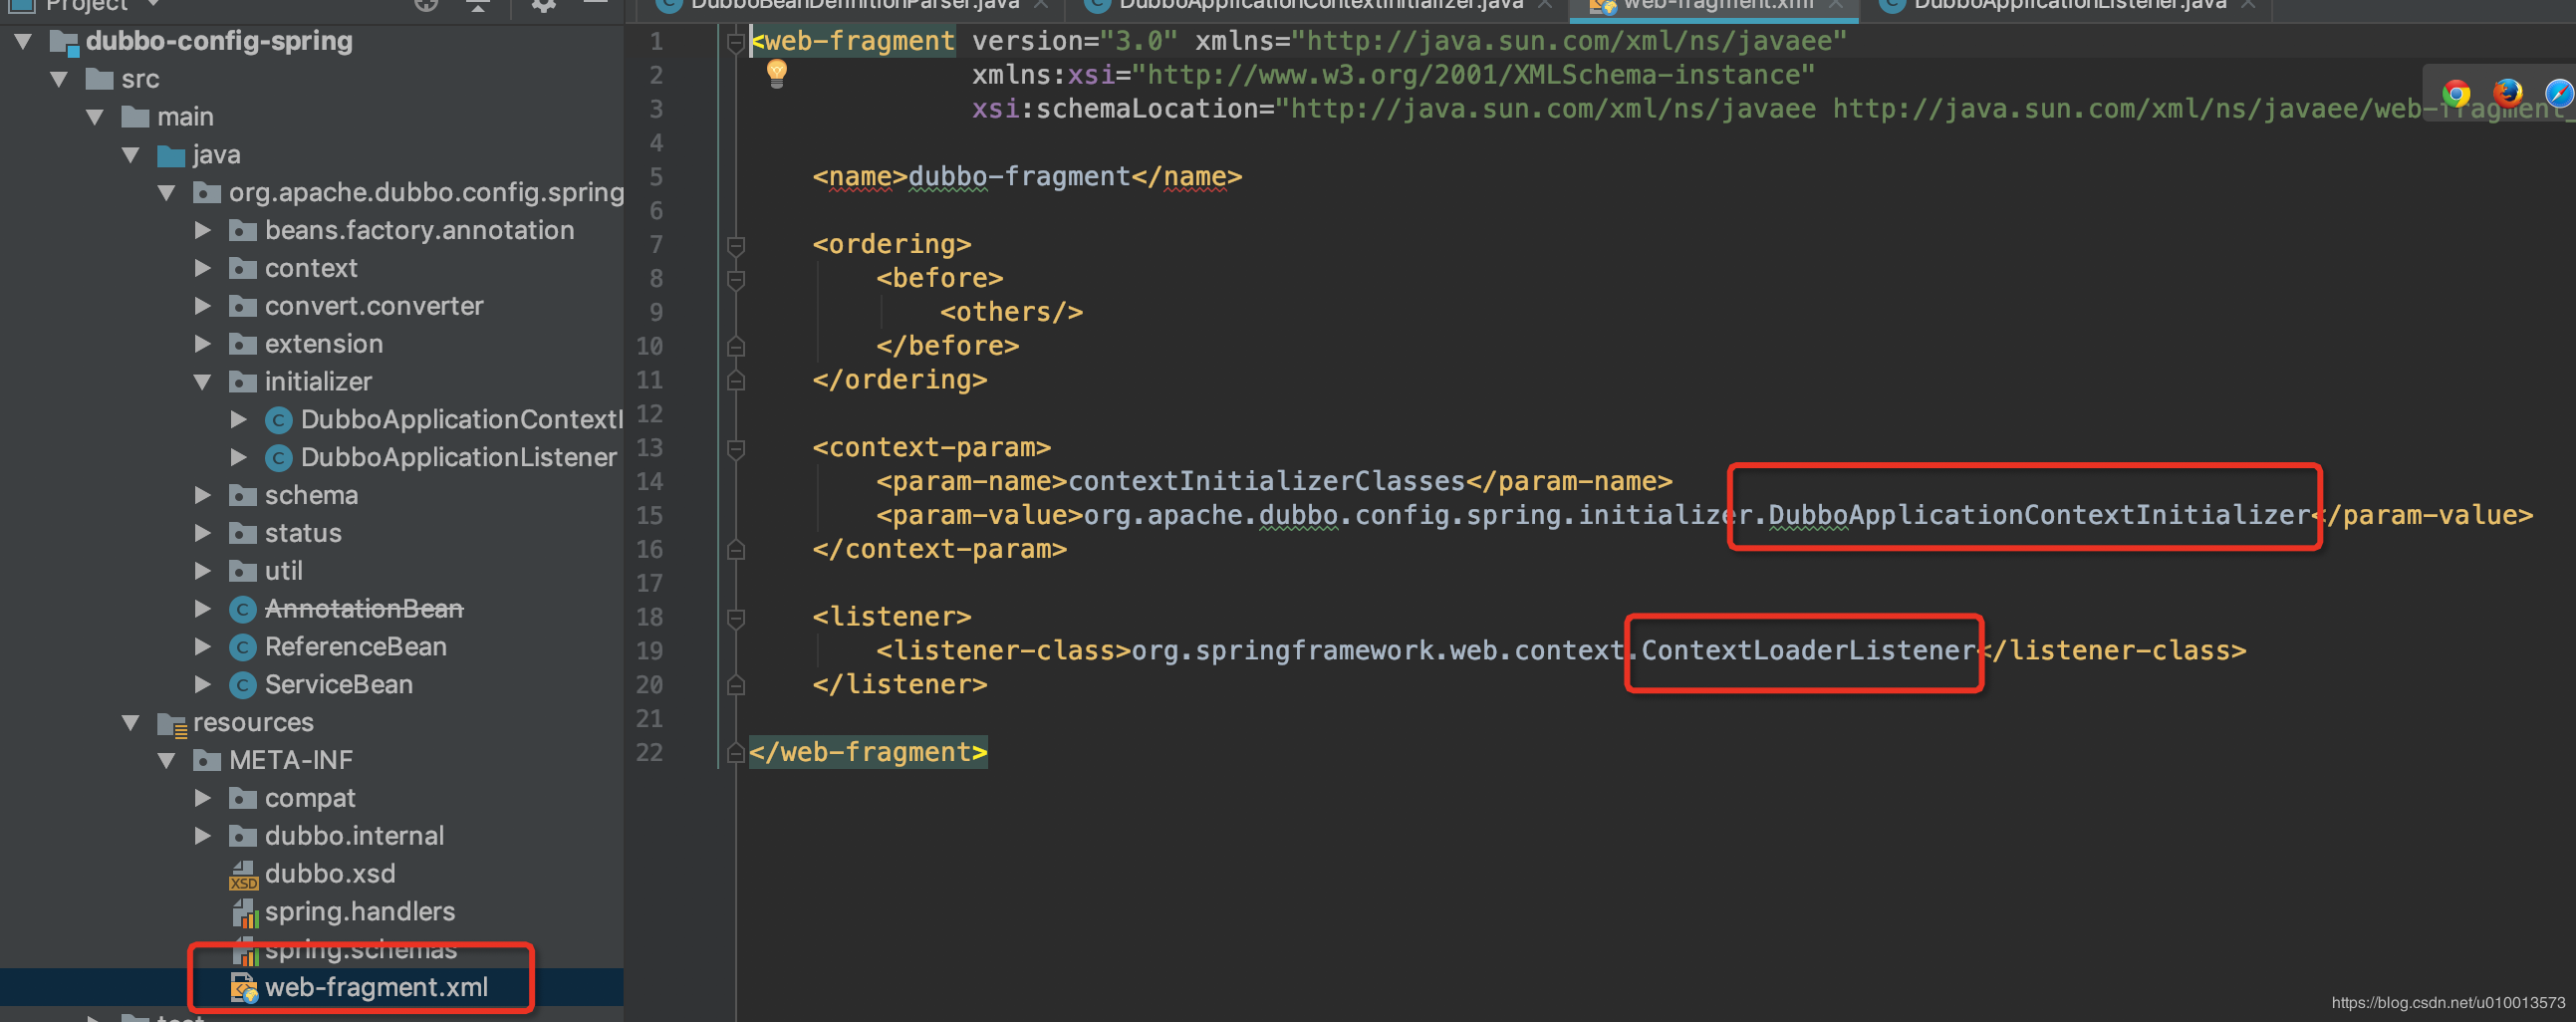 Project
dubbo-config-spring
src
main
java
org.apache.dubbo.config.spring
beans.factory.annotation
context
convert.converter
extension
initializer
DubboApplicationContextI
DubboApplicationListener
schema
status
util
AnnotationBean
ReferenceBean
ServiceBean
resources
META-INF
compat
dubbo.internal
dubbo.xsd
spring.handlers
spring.schemas
web-fragment.xml
test
DubboBeanDefinitionParser.java
DubboApplicationContextInitializer.java
web-fragment.xml
DubboApplicationListener.java
1 <web-fragment version="3.0" xmlns="http://java.sun.com/xml/ns/javaee"
2 xmlns:xsi="http://www.w3.org/2001/XMLSchema-instance"
3 xsi:schemaLocation="http://java.sun.com/xml/ns/javaee http://java.sun.com/xml/ns/javaee/web-fragment_
4
5 <name>dubbo-fragment</name>
6
7 <ordering>
8 <before>
9 <others/>
10 </before>
11 </ordering>
12
13 <context-param>
14 <param-name>contextInitializerClasses</param-name>
15 <param-value>org.apache.dubbo.config.spring.initializer.DubboApplicationContextInitializer</param-value>
16 </context-param>
17
18 <listener>
19 <listener-class>org.springframework.web.context.ContextLoaderListener</listener-class>
20 </listener>
21
22 </web-fragment>
https://blog.csdn.net/u010013573